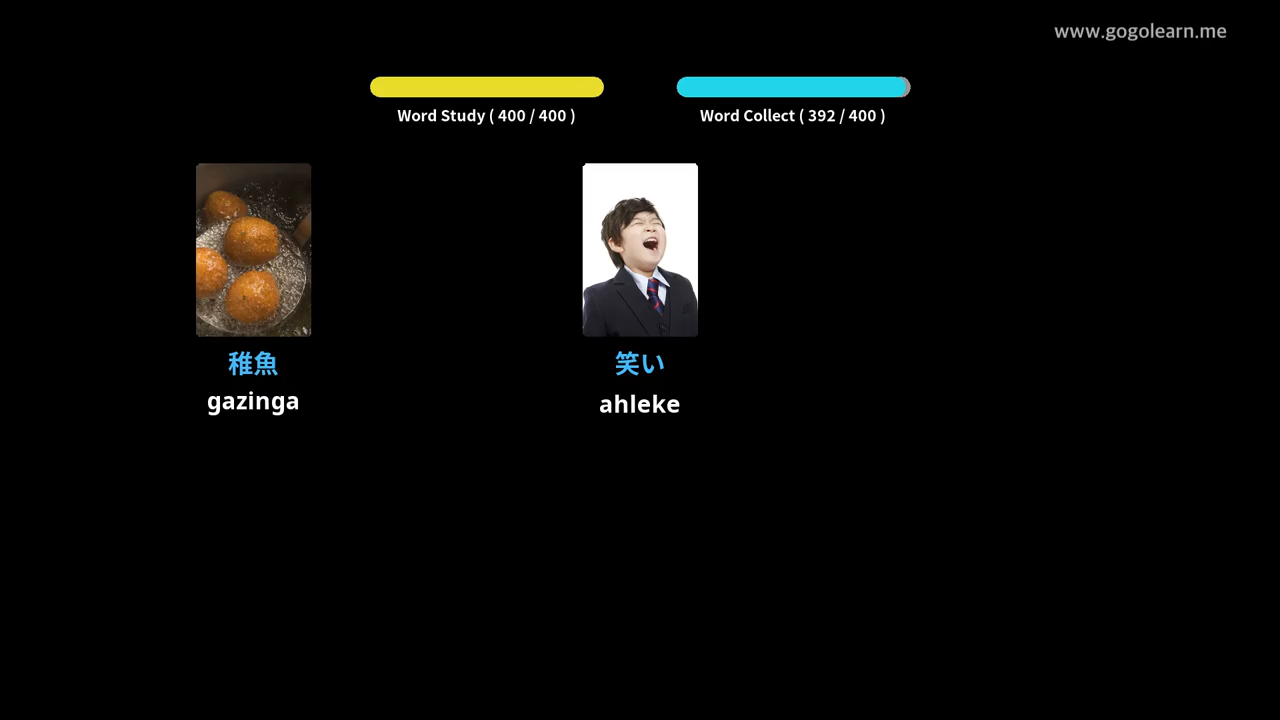 www.gogolearn.me
Word Study ( 400 / 400 )
Word Collect ( 392 / 400 )
稚魚
gazinga
笑い
ahleke